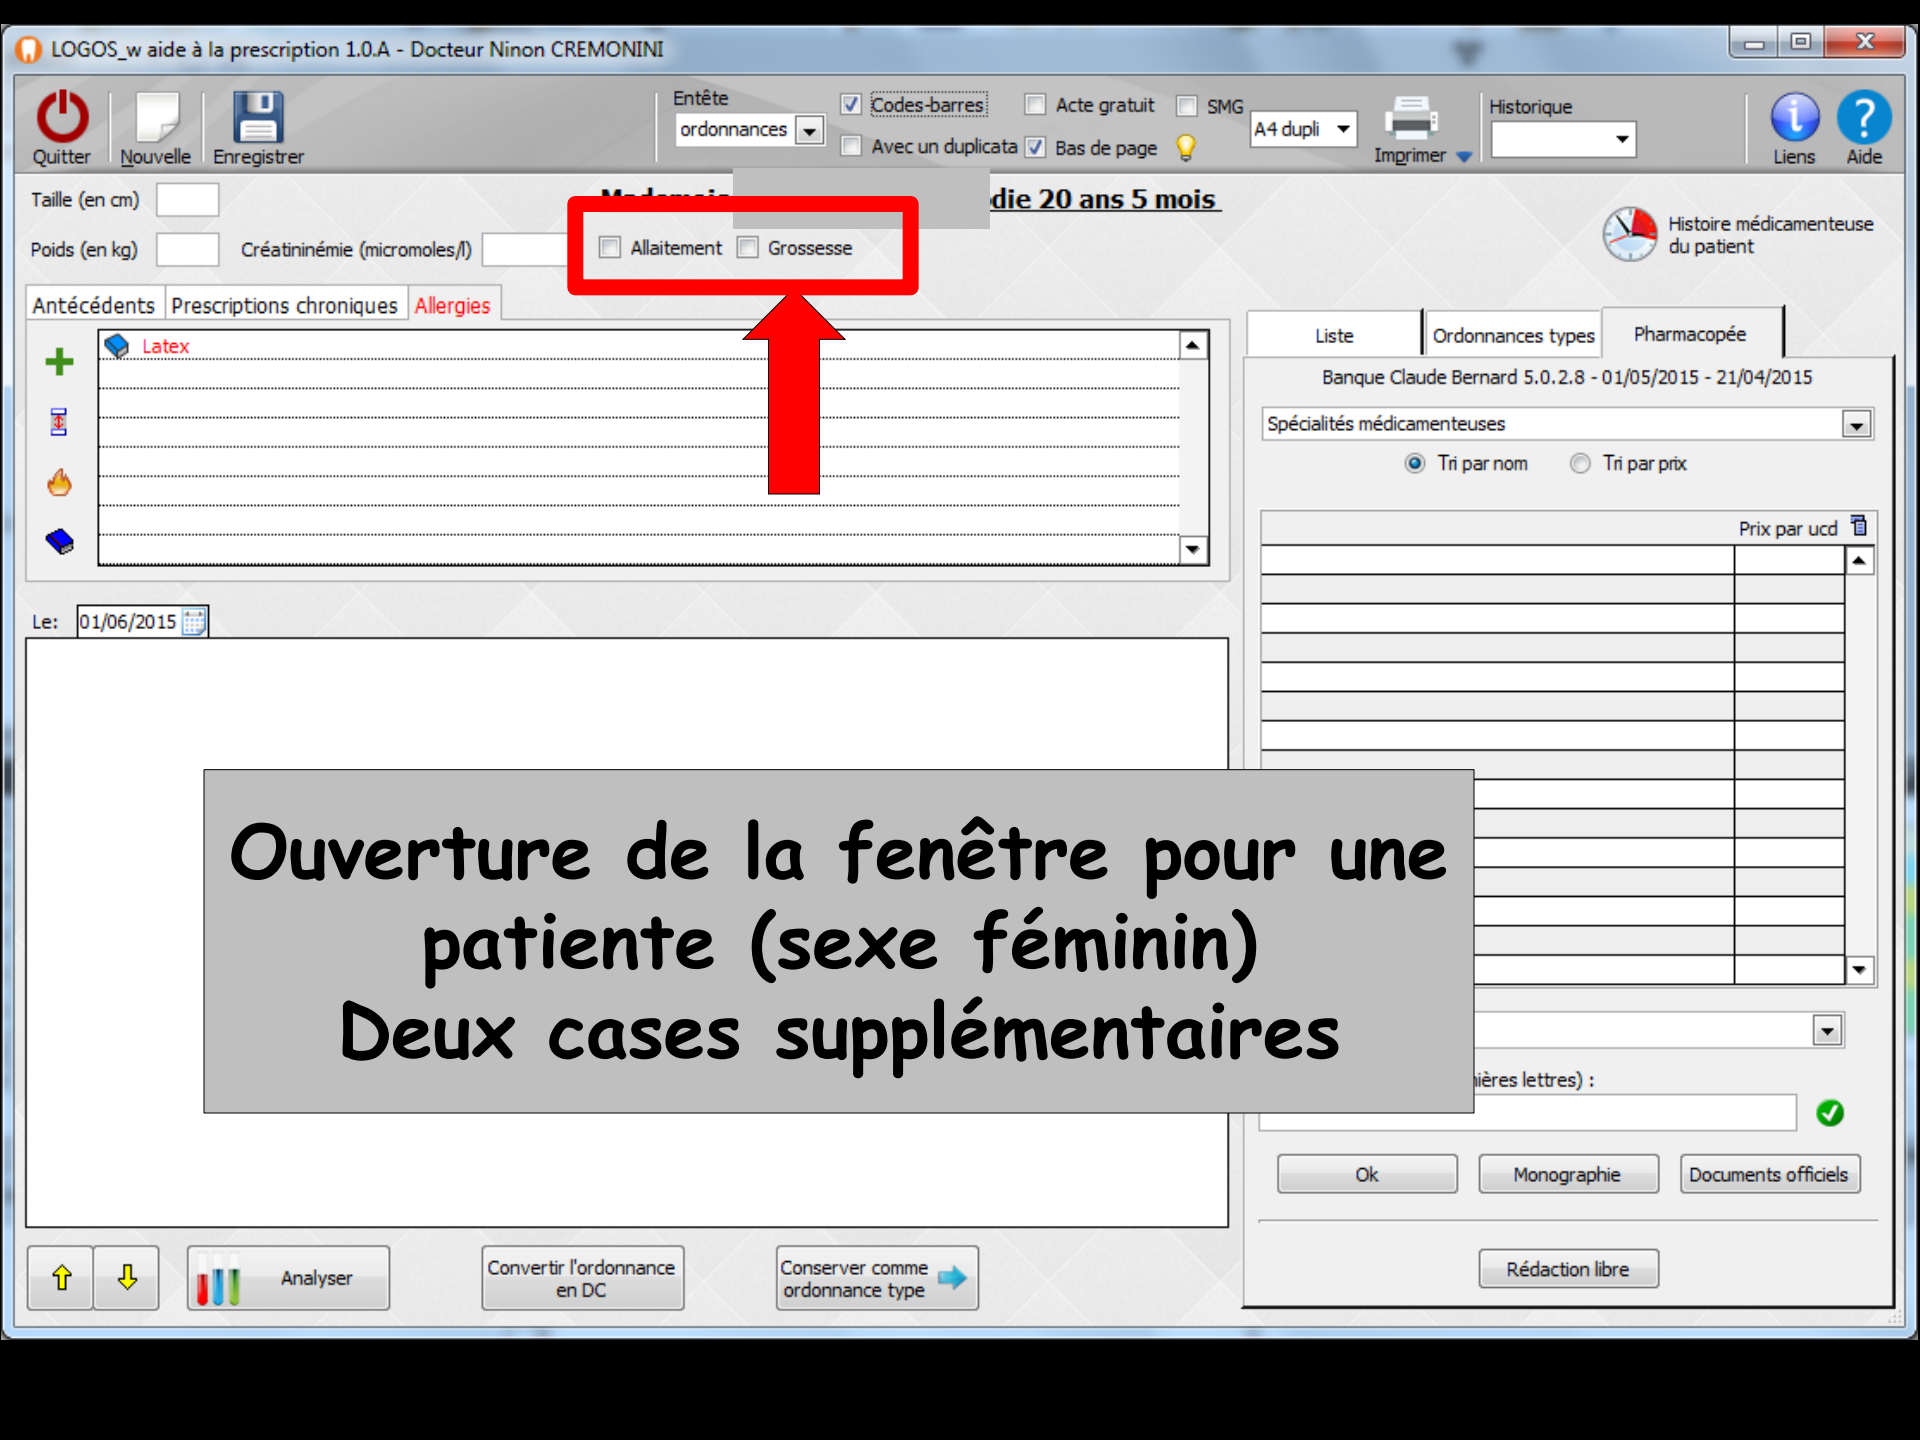 LOGOS_w aide à la prescription 1.0.A - Docteur Ninon CREMONINI
Quitter
Nouvelle
Enregistrer
Entête
ordonnances
Codes-barres
Acte gratuit
SMG
Avec un duplicata
Bas de page
A4 dupli
Imprimer
Historique
Liens
Aide
Taille (en cm)
die 20 ans 5 mois
Poids (en kg)
Créatininémie (micromoles/l)
Allaitement
Grossesse
Histoire médicamenteuse
du patient
Antécédents
Prescriptions chroniques
Allergies
Latex
Liste
Ordonnances types
Pharmacopée
Banque Claude Bernard 5.0.2.8 - 01/05/2015 - 21/04/2015
Spécialités médicamenteuses
Tri par nom
Tri par prix
Prix par ucd
Le: 01/06/2015
Ouverture de la fenêtre pour une
patiente (sexe féminin)
Deux cases supplémentaires
ières lettres) :
Ok
Monographie
Documents officiels
Analyser
Convertir l'ordonnance
en DC
Conserver comme
ordonnance type
Rédaction libre